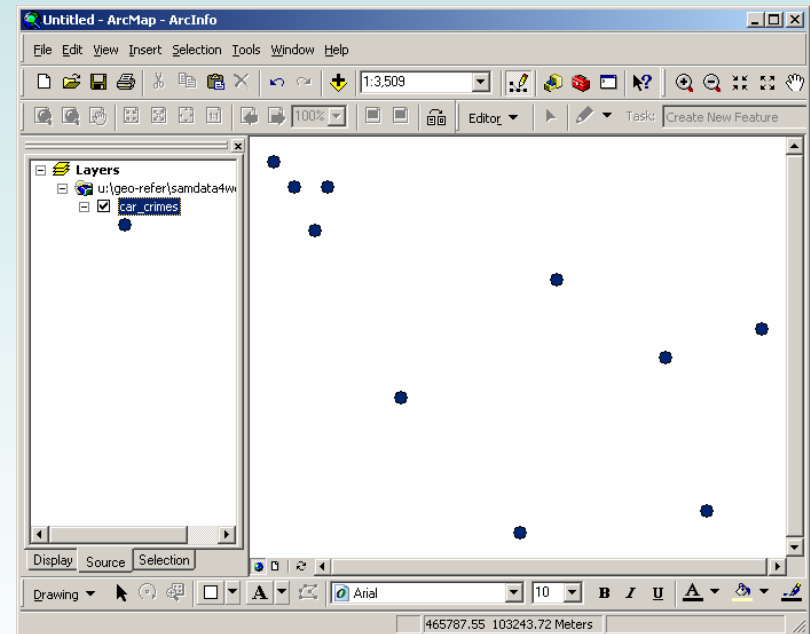 Untitled - ArcMap - ArcInfo
File Edit View Insert Selection Tools Window Help
1:3,509
100% Editor Task: Create New Feature
Layers
u:\geo-refer\samdata4w
car_crimes
Display Source Selection
Drawing A Arial 10 B I U A
465787.55 103243.72 Meters